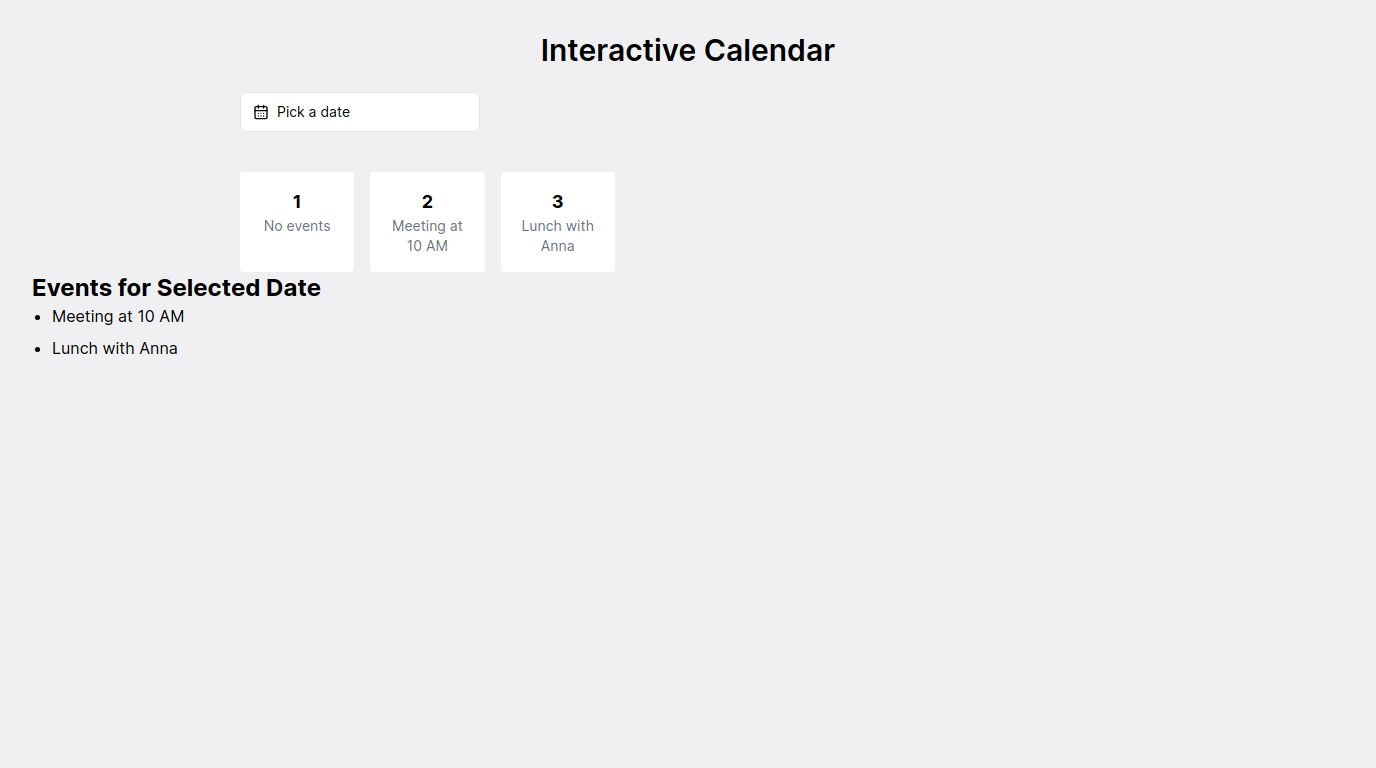 Interactive Calendar
Pick a date
1
No events
2
Meeting at
10 AM
3
Lunch with
Anna
Events for Selected Date
Meeting at 10 AM
Lunch with Anna